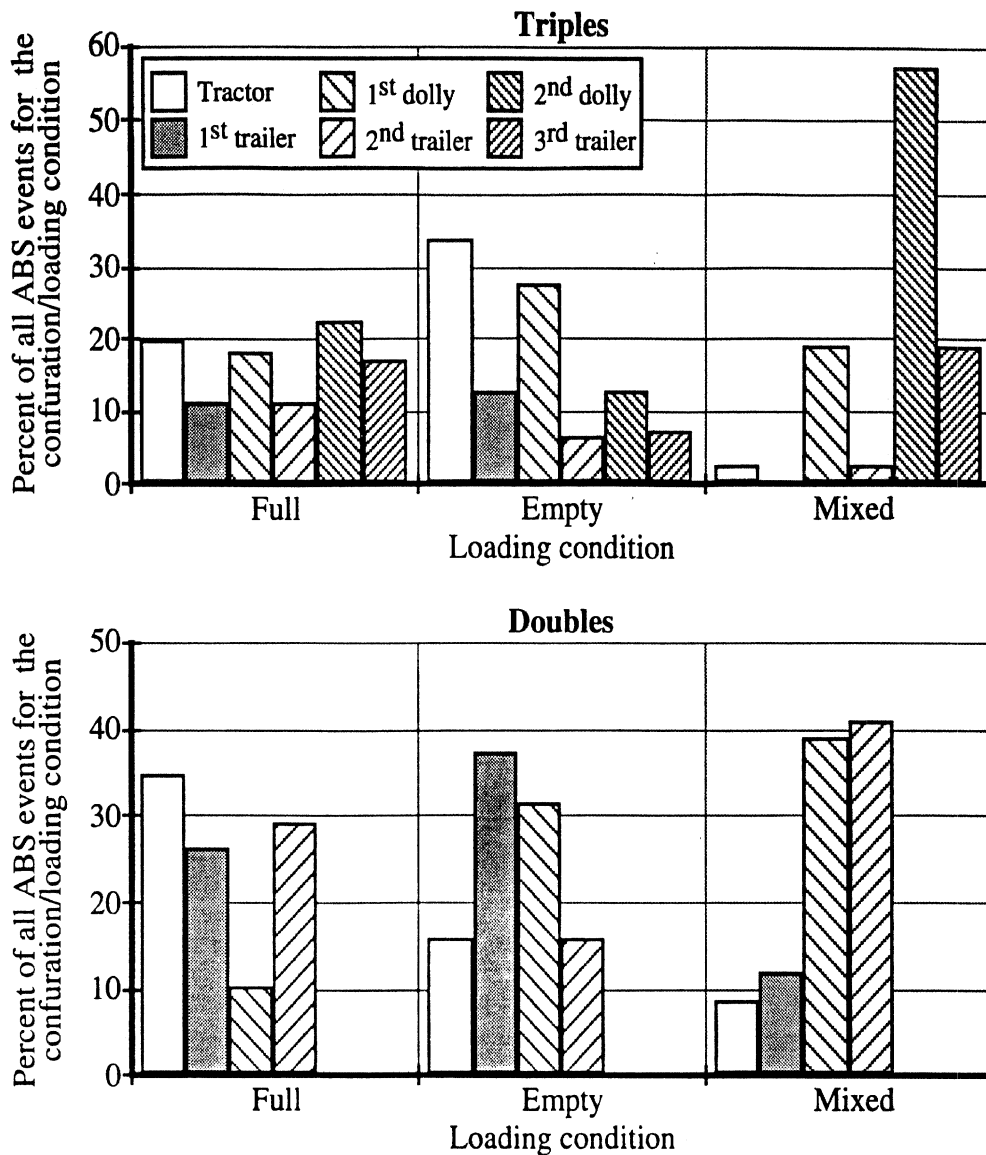 Triples
Percent of all ABS events for the
confuration/loading condition
60
50
40
30
20
10
0
Tractor
1st dolly
2nd dolly
1st trailer
2nd trailer
3rd trailer
Full
Empty
Mixed
Loading condition
Doubles
Percent of all ABS events for the
confuration/loading condition
50
40
30
20
10
0
Full
Empty
Mixed
Loading condition